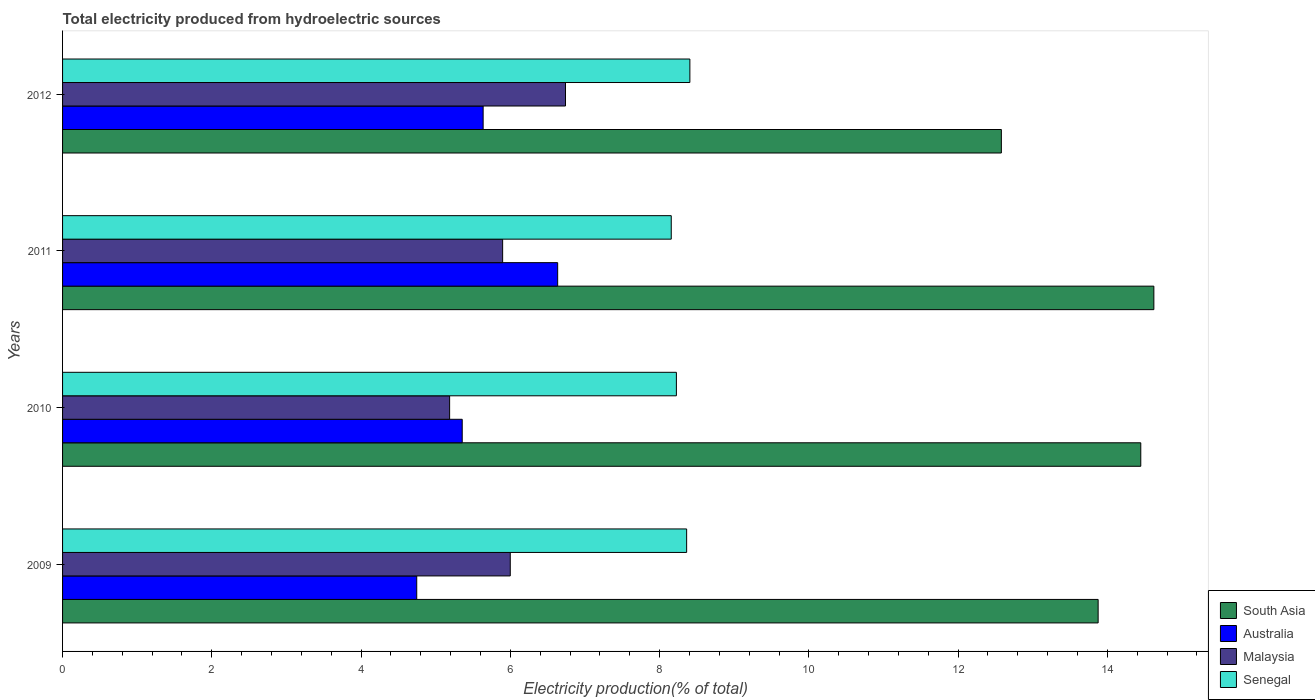 Total electricity produced from hydroelectric sources
2012
2011
2010
2009
Years
0
2
4
6
8
10
12
14
Electricity production(% of total)
South Asia
Australia
Malaysia
Senegal